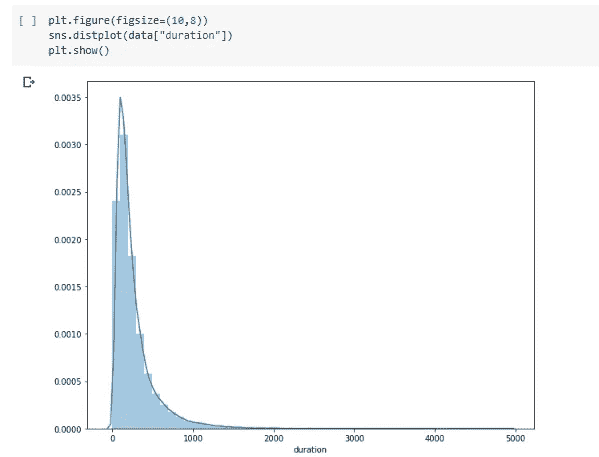 [ ] plt.figure(figsize=(10,8))
sns.distplot(data["duration"])
plt.show()
0.0035
0.0030
0.0025
0.0020
0.0015
0.0010
0.0005
0.0000
0 1000 2000 3000 4000 5000
duration